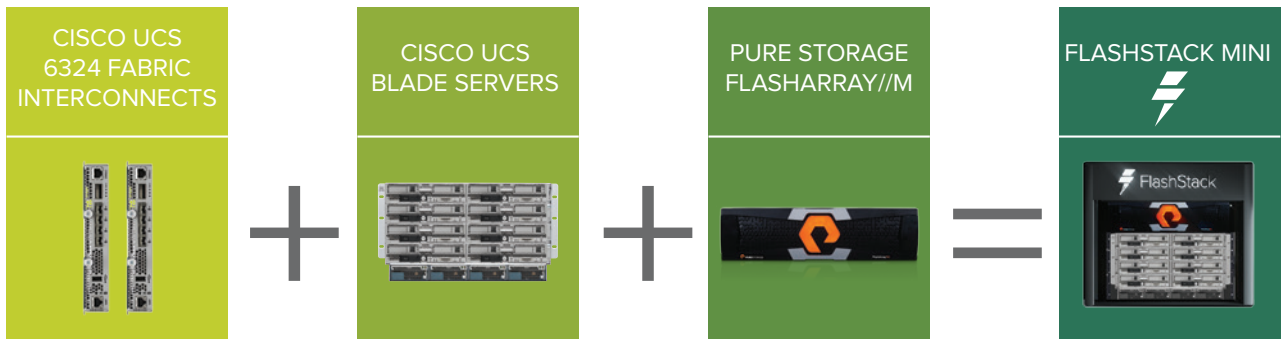 CISCO UCS
6324 FABRIC
INTERCONNECTS
CISCO UCS
BLADE SERVERS
PURE STORAGE
FLASHARRAY//M
FLASHSTACK MINI
FlashStack